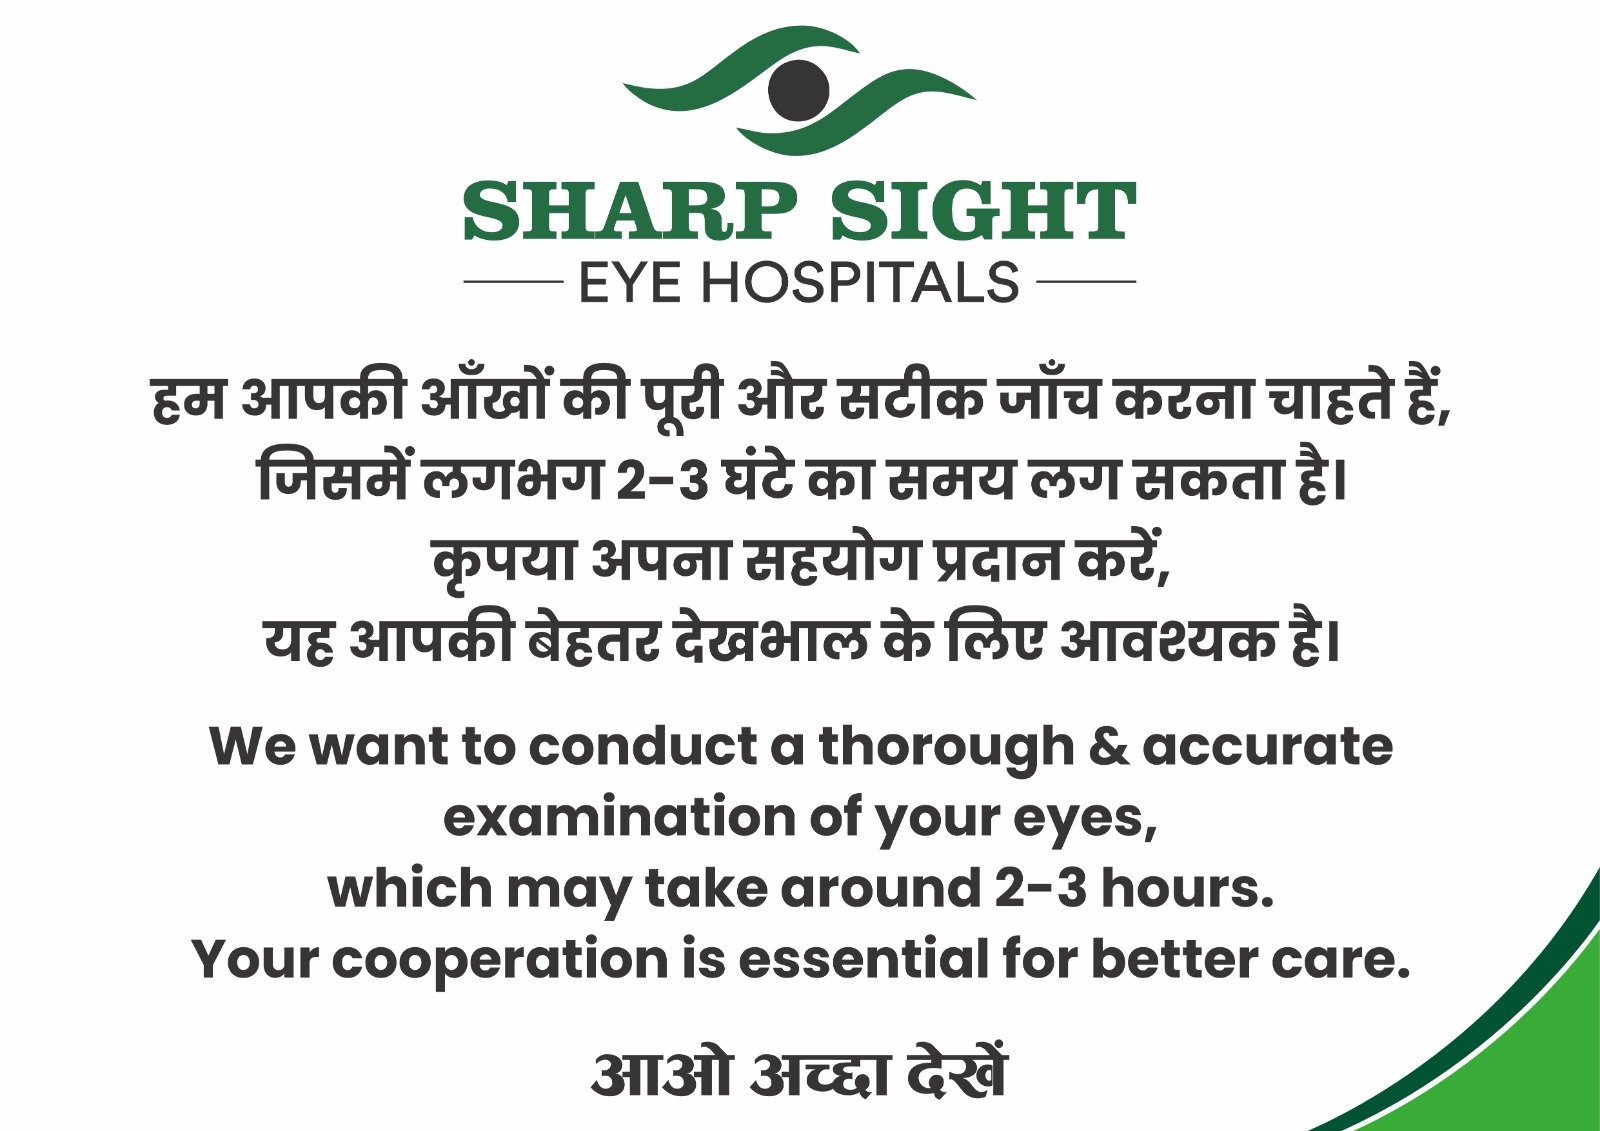 SHARP SIGHT
EYE HOSPITALS
हम आपकी आँखों की पूरी और सटीक जाँच करना चाहते हैं,
जिसमें लगभग 2-3 घंटे का समय लग सकता है।
कृपया अपना सहयोग प्रदान करें,
यह आपकी बेहतर देखभाल के लिए आवश्यक है।
We want to conduct a thorough & accurate
examination of your eyes,
which may take around 2-3 hours.
Your cooperation is essential for better care.
आओ अच्छा देखें